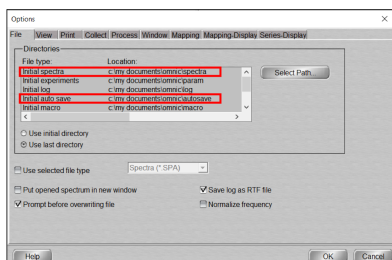 Options
File View Print Collect Process Window Mapping Mapping-Display Series-Display
Directories
File type: Location:
Initial spectra c:\my documents\omnic\spectra
Initial experiments c:\my documents\omnic\param
Initial log c:\my documents\omnic\log
Initial auto save c:\my documents\omnic\autosave
Initial macro c:\my documents\omnic\macro
Select Path...
Use initial directory
Use last directory
Use selected file type Spectra (*.SPA)
Put opened spectrum in new window Save log as RTF file
Prompt before overwriting file Normalize frequency
Help OK Cancel